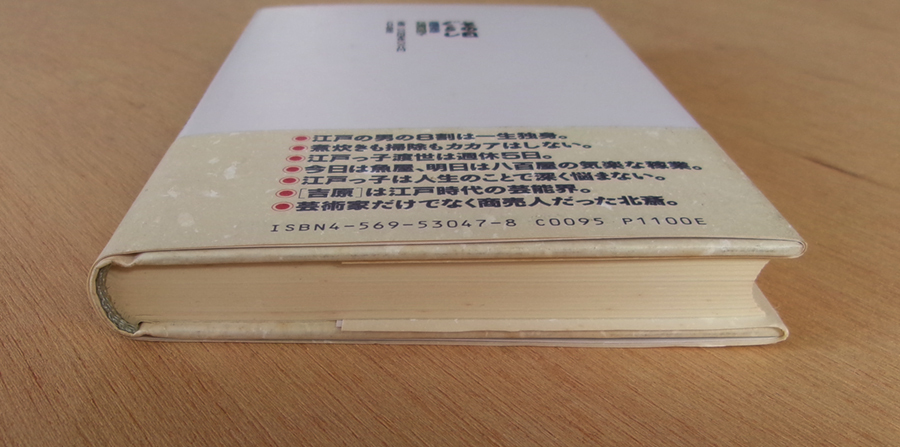 江戸の男の8割は一生独身。
煮炊きも掃除もカカアはしない。
江戸っ子渡世は週休5日。
今日は魚屋、明日は八百屋の気楽な稼業。
江戸っ子は人生のことで深く悩まない。
[吉原]は江戸時代の芸能界。
芸術家だけでなく商売人だった北斎。
ISBN4-569-53047-8 C0095 P1100E